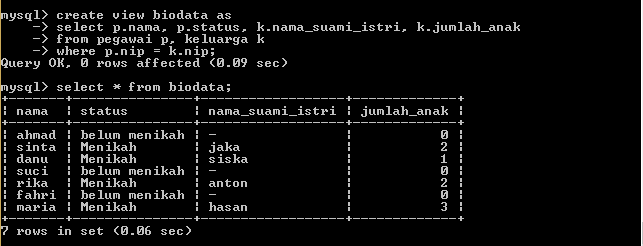 mysql> create view biodata as
    -> select p.nama, p.status, k.nama_suami_istri, k.jumlah_anak
    -> from pegawai p, keluarga k
    -> where p.nip = k.nip;
Query OK, 0 rows affected (0.09 sec)

mysql> select * from biodata;
+-------+---------------+------------------+-------------+
| nama  | status        | nama_suami_istri | jumlah_anak |
+-------+---------------+------------------+-------------+
| ahmad | belum menikah | -                |           0 |
| sinta | Menikah       | jaka             |           2 |
| danu  | Menikah       | siska            |           1 |
| suci  | belum menikah | -                |           0 |
| rika  | Menikah       | anton            |           2 |
| fahri | belum menikah | -                |           0 |
| maria | Menikah       | hasan            |           3 |
+-------+---------------+------------------+-------------+
7 rows in set (0.06 sec)